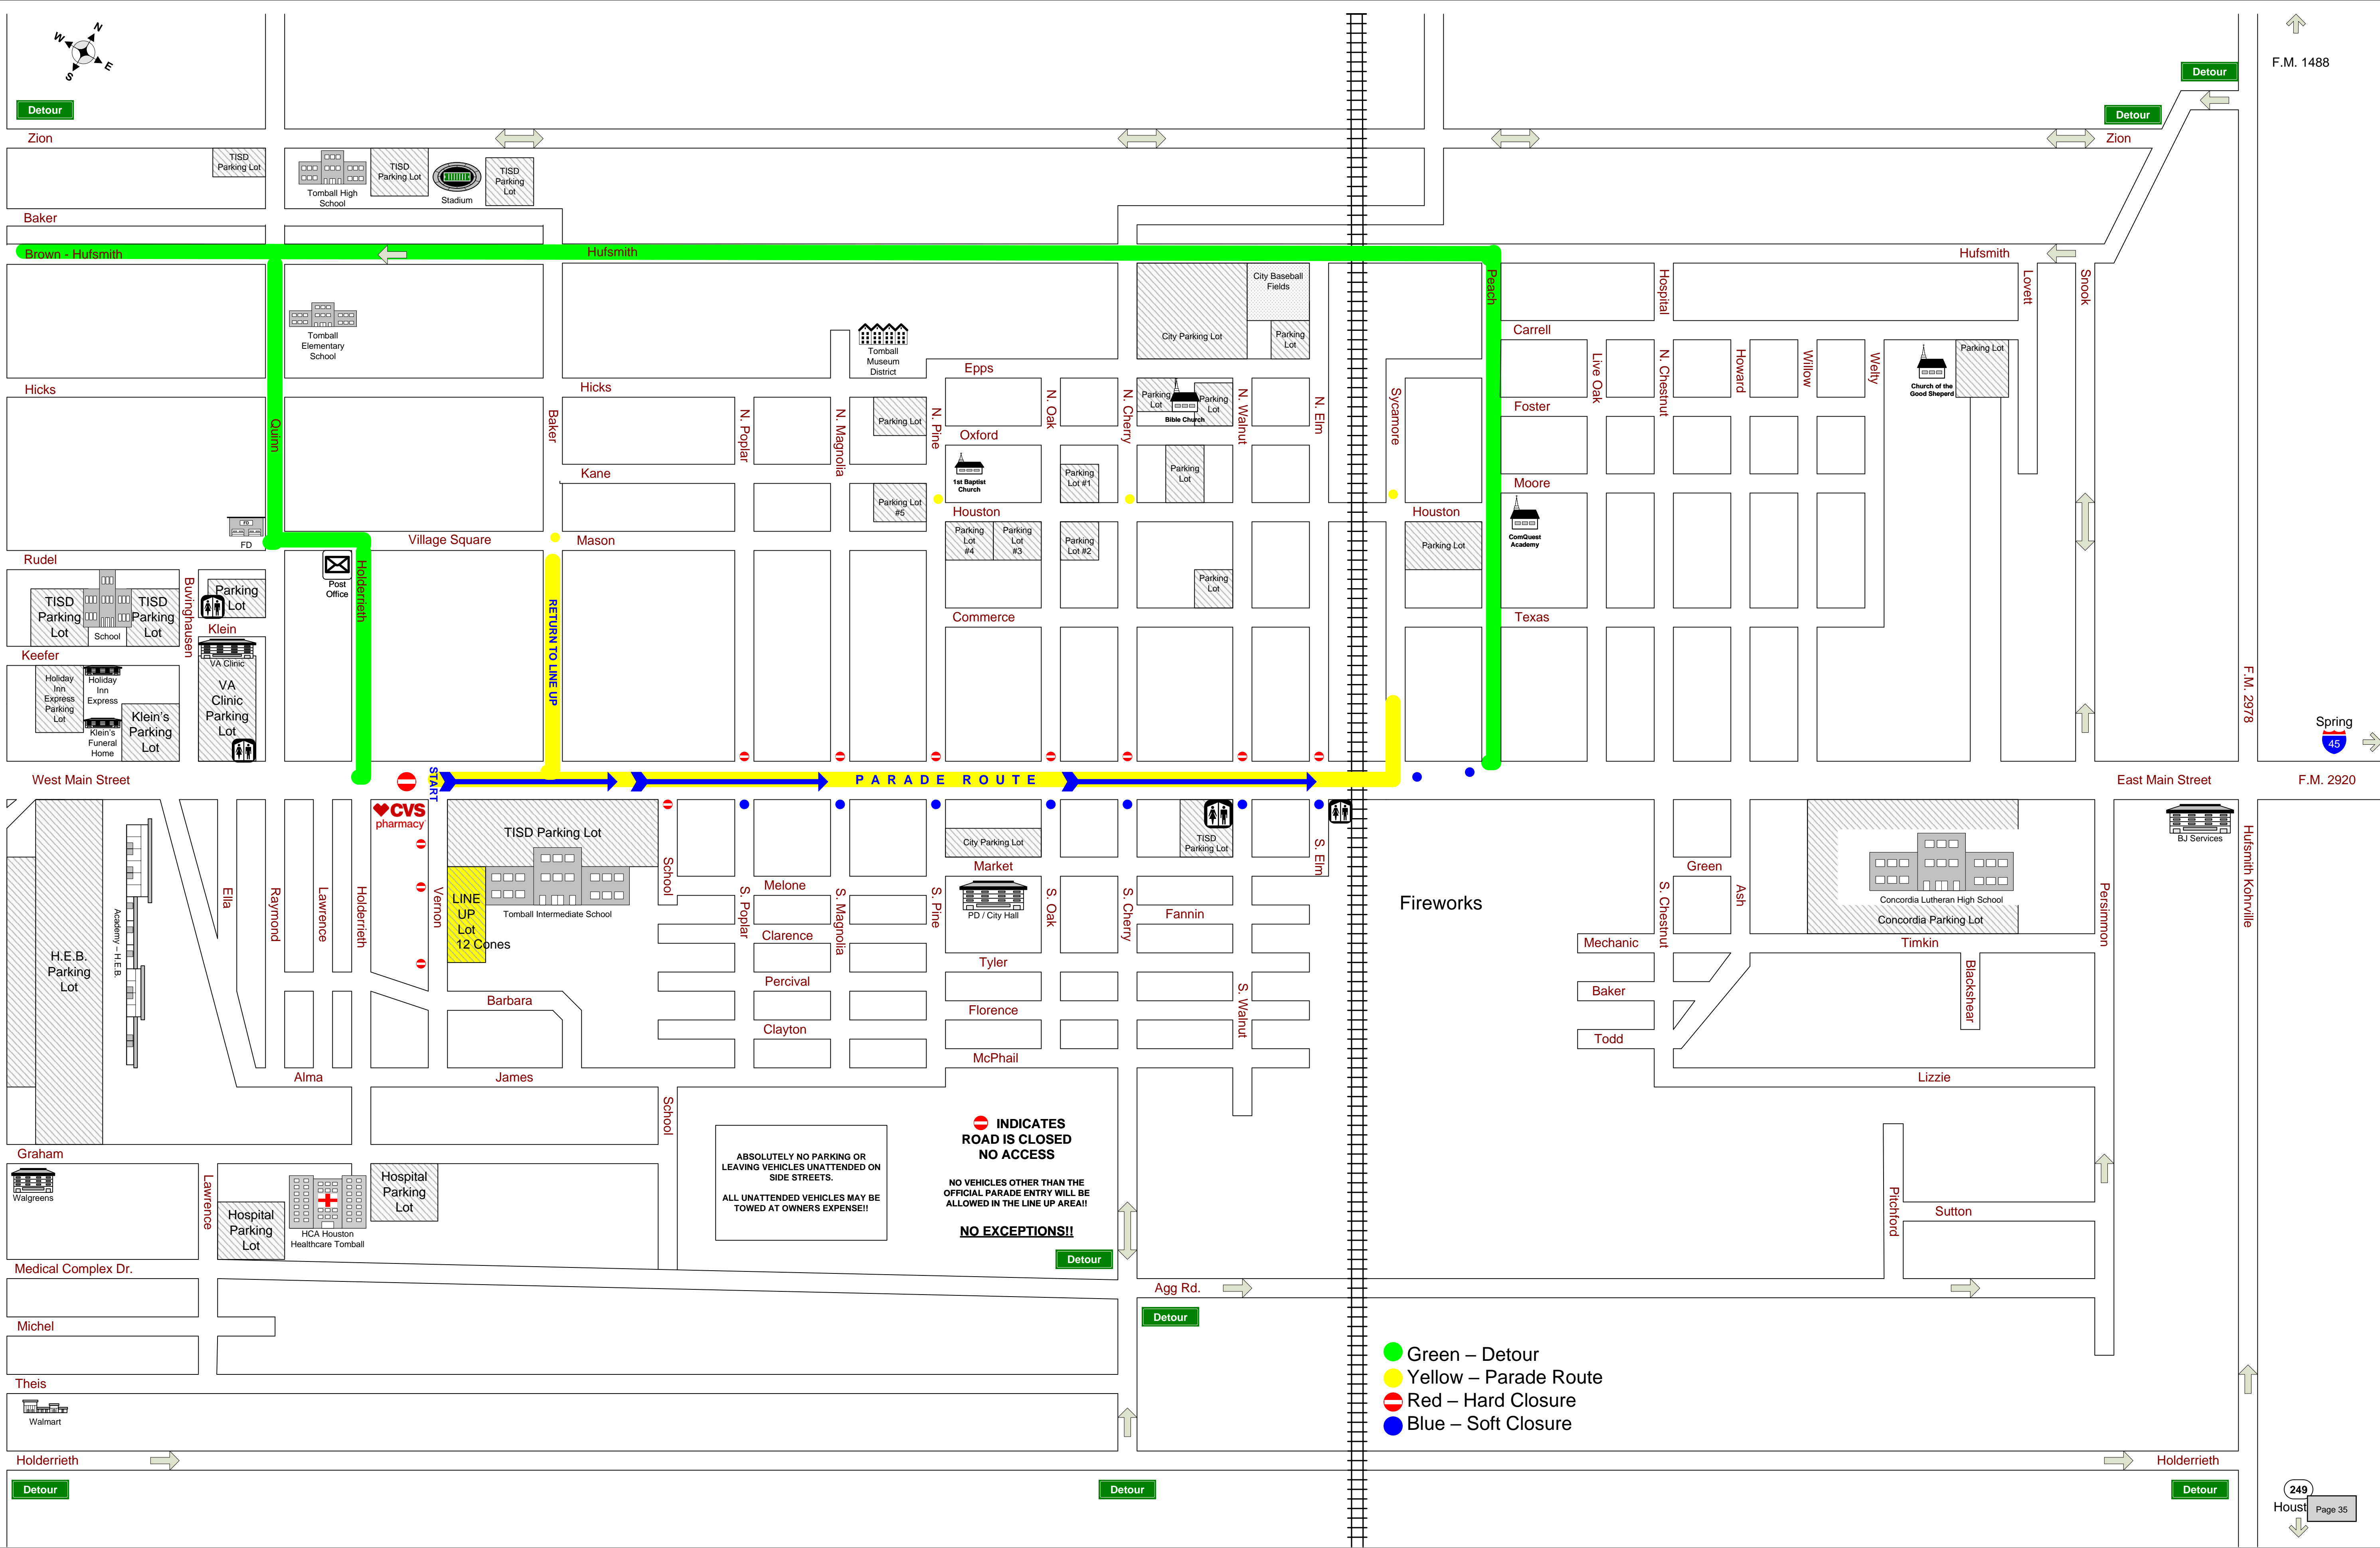 N
W
E
S
F.M. 1488
Detour
Detour
Detour
Zion
Zion
TISD
Parking Lot
Tomball High
School
TISD
Parking Lot
Stadium
TISD
Parking
Lot
Baker
Brown - Hufsmith
Hufsmith
Hufsmith
Peach
Hospital
Lovett
Snook
City Baseball
Fields
City Parking Lot
Parking
Lot
Carrell
Tomball
Elementary
School
Tomball
Museum
District
Epps
Hicks
Hicks
Quinn
Baker
N. Poplar
N. Magnolia
Parking Lot
N. Pine
N. Oak
N. Cherry
Parking
Lot
Parking
Lot
Bible Church
N. Walnut
N. Elm
Sycamore
Live Oak
N. Chestnut
Howard
Willow
Welty
Parking Lot
Church of the
Good Sheperd
Foster
Oxford
Kane
1st Baptist
Church
Parking
Lot #1
Parking
Lot
Moore
Parking Lot
#5
Houston
Houston
Parking
Lot
#4
Parking
Lot
#3
Parking
Lot #2
Parking Lot
ComQuest
Academy
FD
FD
Village Square
Mason
Rudel
Post
Office
Holderrieth
Buvinghausen
Parking
Lot
TISD
Parking
Lot
School
TISD
Parking
Lot
Klein
Parking
Lot
Commerce
Texas
RETURN TO LINE UP
Keefer
VA Clinic
VA
Clinic
Parking
Lot
Holiday
Inn
Express
Parking
Lot
Holiday
Inn
Express
Klein's
Funeral
Home
Klein's
Parking
Lot
F.M. 2978
Spring
45
West Main Street
START
PARADE ROUTE
East Main Street
F.M. 2920
CVS
pharmacy
TISD Parking Lot
LINE
UP
Lot
12 Cones
Tomball Intermediate School
City Parking Lot
TISD
Parking Lot
BJ Services
Hufsmith Kohrville
Academy – H.E.B.
H.E.B.
Parking
Lot
Ella
Raymond
Lawrence
Holderrieth
Vernon
School
S. Poplar
S. Magnolia
S. Pine
S. Oak
S. Cherry
S. Walnut
S. Elm
Market
Melone
PD / City Hall
Fannin
Clarence
Tyler
Percival
Florence
Clayton
McPhail
Barbara
Alma
James
Fireworks
Green
S. Chestnut
Ash
Concordia Lutheran High School
Concordia Parking Lot
Persimmon
Mechanic
Timkin
Blackshear
Baker
Todd
Lizzie
School
ABSOLUTELY NO PARKING OR
LEAVING VEHICLES UNATTENDED ON
SIDE STREETS.
ALL UNATTENDED VEHICLES MAY BE
TOWED AT OWNERS EXPENSE!!
INDICATES
ROAD IS CLOSED
NO ACCESS
NO VEHICLES OTHER THAN THE
OFFICIAL PARADE ENTRY WILL BE
ALLOWED IN THE LINE UP AREA!!
NO EXCEPTIONS!!
Graham
Walgreens
Lawrence
Hospital
Parking
Lot
HCA Houston
Healthcare Tomball
Hospital
Parking
Lot
Pitchford
Sutton
Detour
Medical Complex Dr.
Agg Rd.
Detour
Michel
Green – Detour
Yellow – Parade Route
Red – Hard Closure
Blue – Soft Closure
Theis
Walmart
Holderrieth
Holderrieth
Detour
Detour
Detour
249
Houst
Page 35